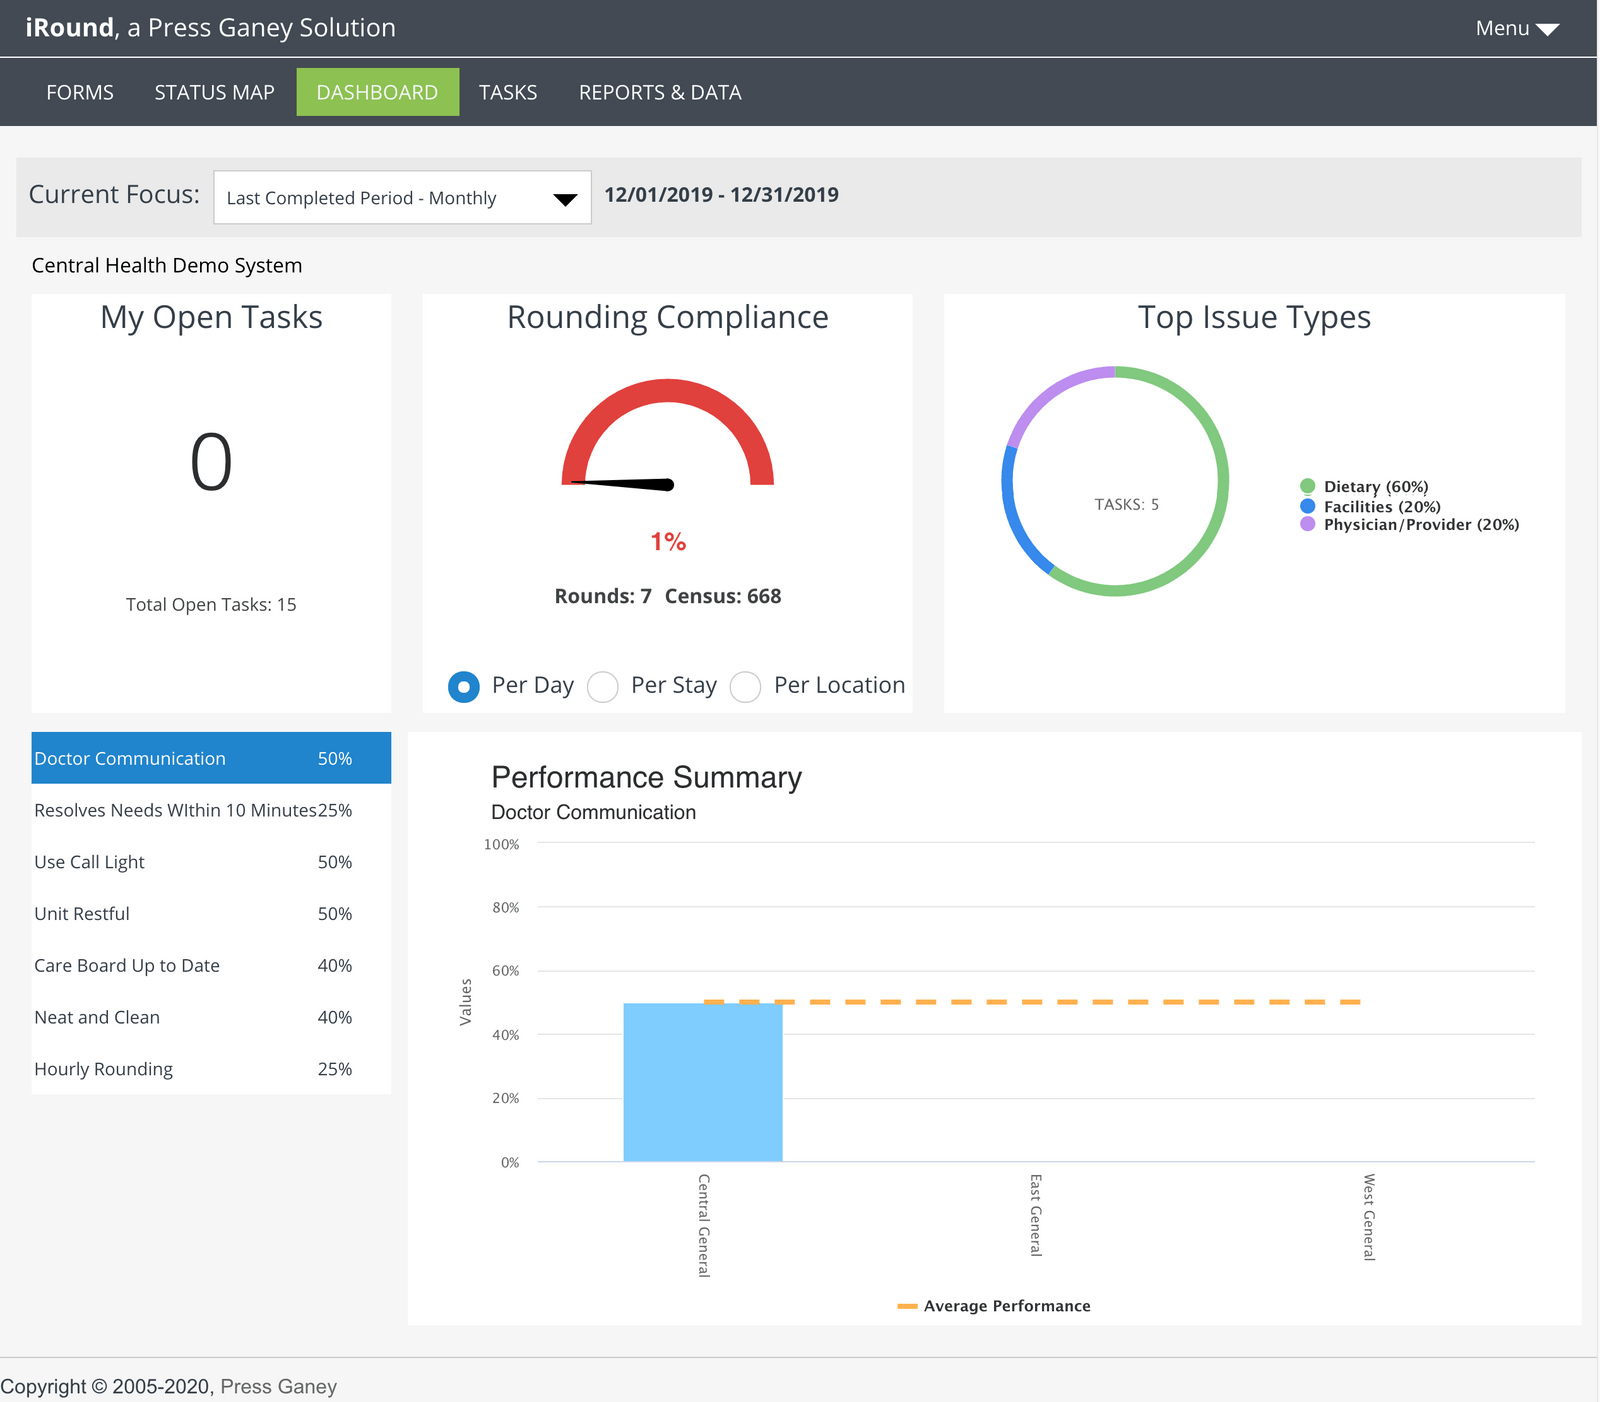 iRound, a Press Ganey Solution
Menu
FORMS STATUS MAP DASHBOARD TASKS REPORTS & DATA
Current Focus: Last Completed Period - Monthly 12/01/2019 - 12/31/2019
Central Health Demo System
My Open Tasks
0
Total Open Tasks: 15
Rounding Compliance
1%
Rounds: 7 Census: 668
Per Day Per Stay Per Location
Top Issue Types
TASKS: 5
Dietary (60%)
Facilities (20%)
Physician/Provider (20%)
Doctor Communication 50%
Resolves Needs WIthin 10 Minutes 25%
Use Call Light 50%
Unit Restful 50%
Care Board Up to Date 40%
Neat and Clean 40%
Hourly Rounding 25%
Performance Summary
Doctor Communication
Values
100%
80%
60%
40%
20%
0%
Central General
East General
West General
Average Performance
Copyright © 2005-2020, Press Ganey